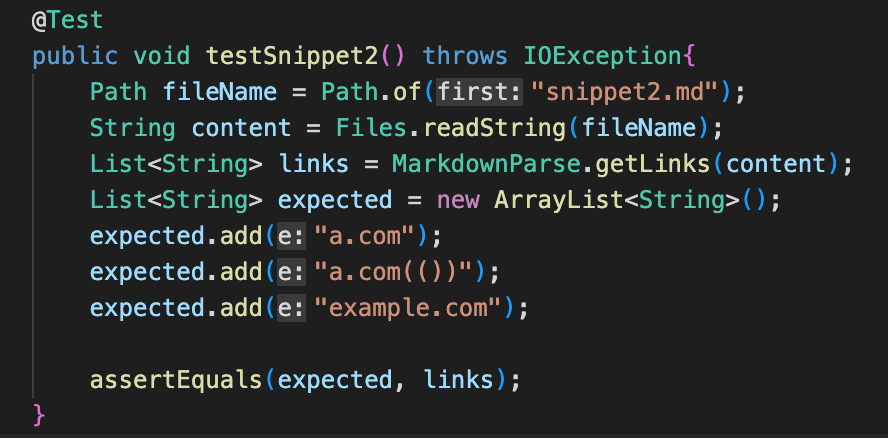 @Test
public void testSnippet2() throws IOException{
    Path fileName = Path.of(first: "snippet2.md");
    String content = Files.readString(fileName);
    List<String> links = MarkdownParse.getLinks(content);
    List<String> expected = new ArrayList<String>();
    expected.add(e: "a.com");
    expected.add(e: "a.com(())");
    expected.add(e: "example.com");
    assertEquals(expected, links);
}